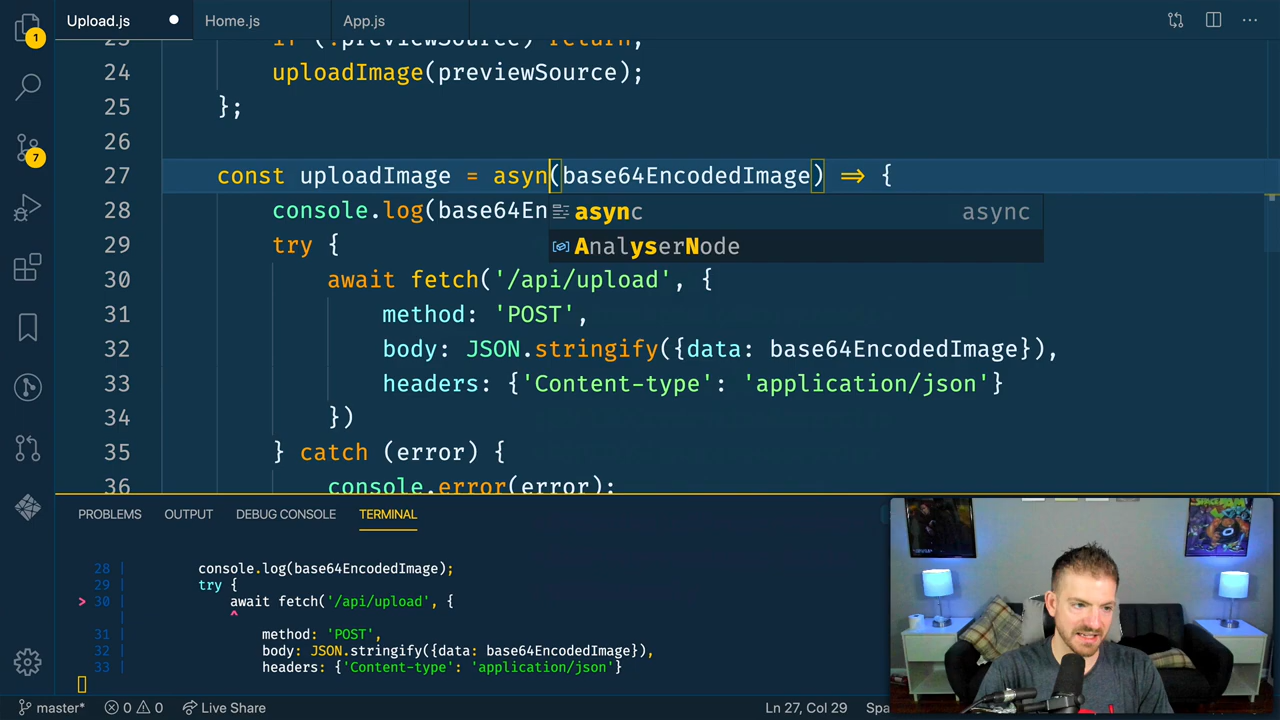 Upload.js Home.js App.js
1
23 if (!previewSource) return;
24 uploadImage(previewSource);
25 };
26
27 const uploadImage = asyn(base64EncodedImage) => {
28 console.log(base64En
async async
29 try {
AnalyserNode
30 await fetch('/api/upload', {
31 method: 'POST',
32 body: JSON.stringify({data: base64EncodedImage}),
33 headers: {'Content-type': 'application/json'}
34 })
35 } catch (error) {
36 console.error(error);
7
PROBLEMS OUTPUT DEBUG CONSOLE TERMINAL
28 | console.log(base64EncodedImage);
29 | try {
> 30 | await fetch('/api/upload', {
| ^
31 | method: 'POST',
32 | body: JSON.stringify({data: base64EncodedImage}),
33 | headers: {'Content-type': 'application/json'}
master* 0 0 Live Share Ln 27, Col 29 Spa